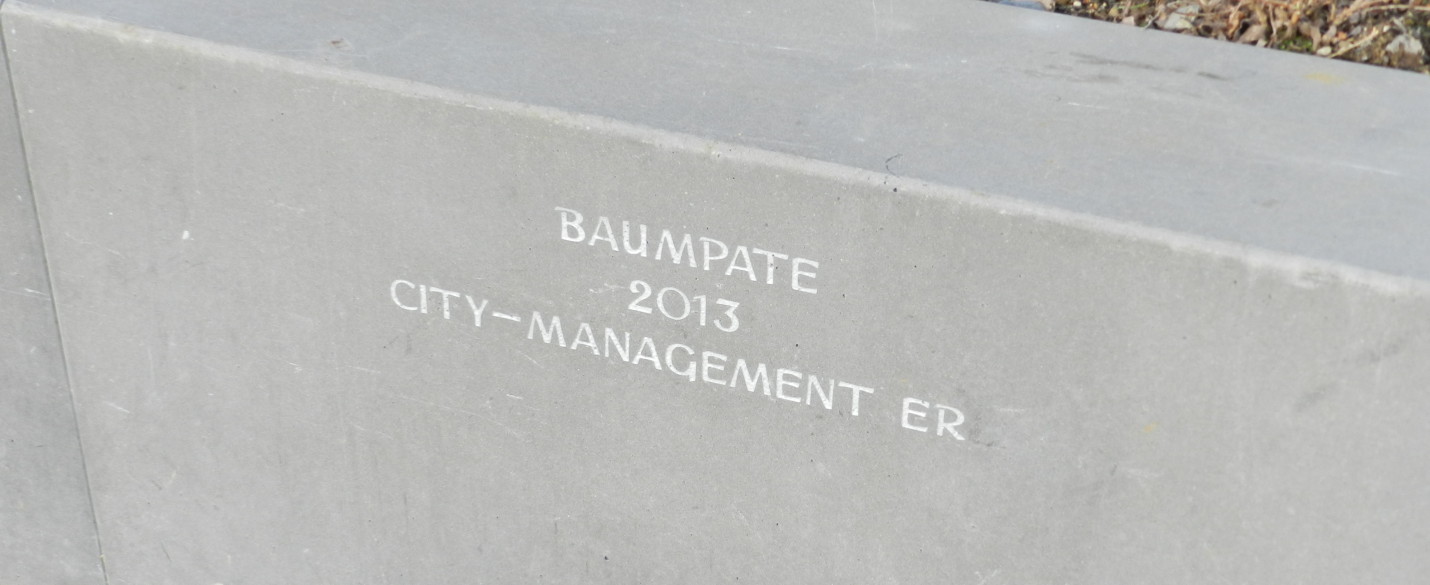 BAUMPATE
2013
CITY-MANAGEMENT ER